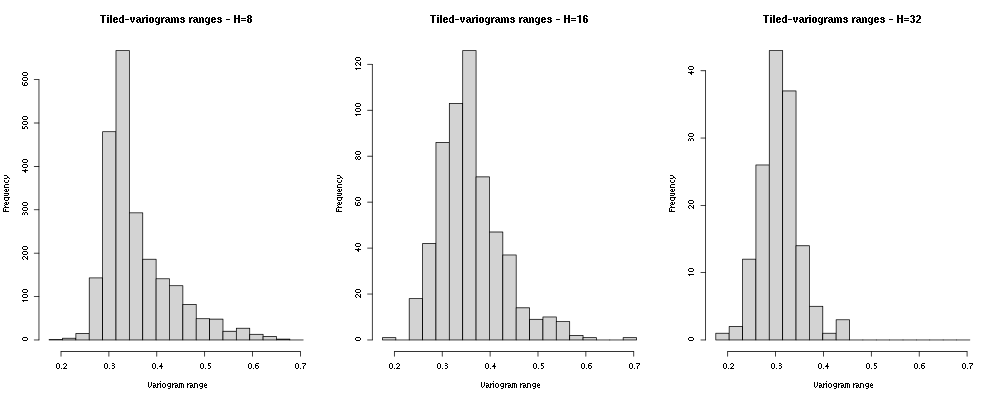 Tiled-variograms ranges - H=8
Frequency
0 100 200 300 400 500 600
0.2 0.3 0.4 0.5 0.6 0.7
Variogram range
Tiled-variograms ranges - H=16
Frequency
0 20 40 60 80 100 120
0.2 0.3 0.4 0.5 0.6 0.7
Variogram range
Tiled-variograms ranges - H=32
Frequency
0 10 20 30 40
0.2 0.3 0.4 0.5 0.6 0.7
Variogram range